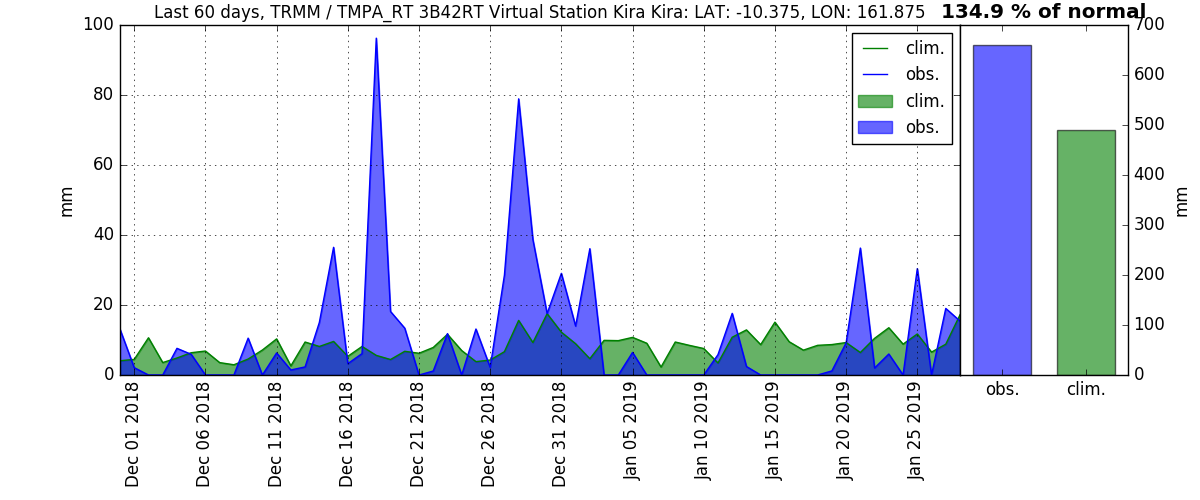 Last 60 days, TRMM / TMPA_RT 3B42RT Virtual Station Kira Kira: LAT: -10.375, LON: 161.875
134.9 % of normal
100
80
60
40
20
0
mm
clim.
obs.
clim.
obs.
700
600
500
400
300
200
100
0
mm
Dec 01 2018
Dec 06 2018
Dec 11 2018
Dec 16 2018
Dec 21 2018
Dec 26 2018
Dec 31 2018
Jan 05 2019
Jan 10 2019
Jan 15 2019
Jan 20 2019
Jan 25 2019
obs.
clim.